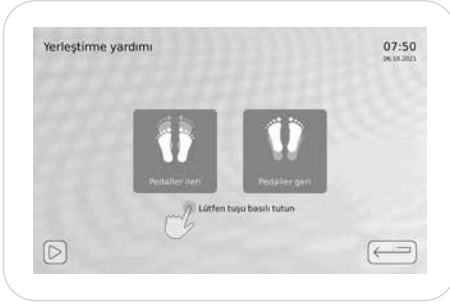 Yerleştirme yardımı
07:50
06.10.2021
Pedaller ileri
Pedaller geri
Lütfen tuşu basılı tutun